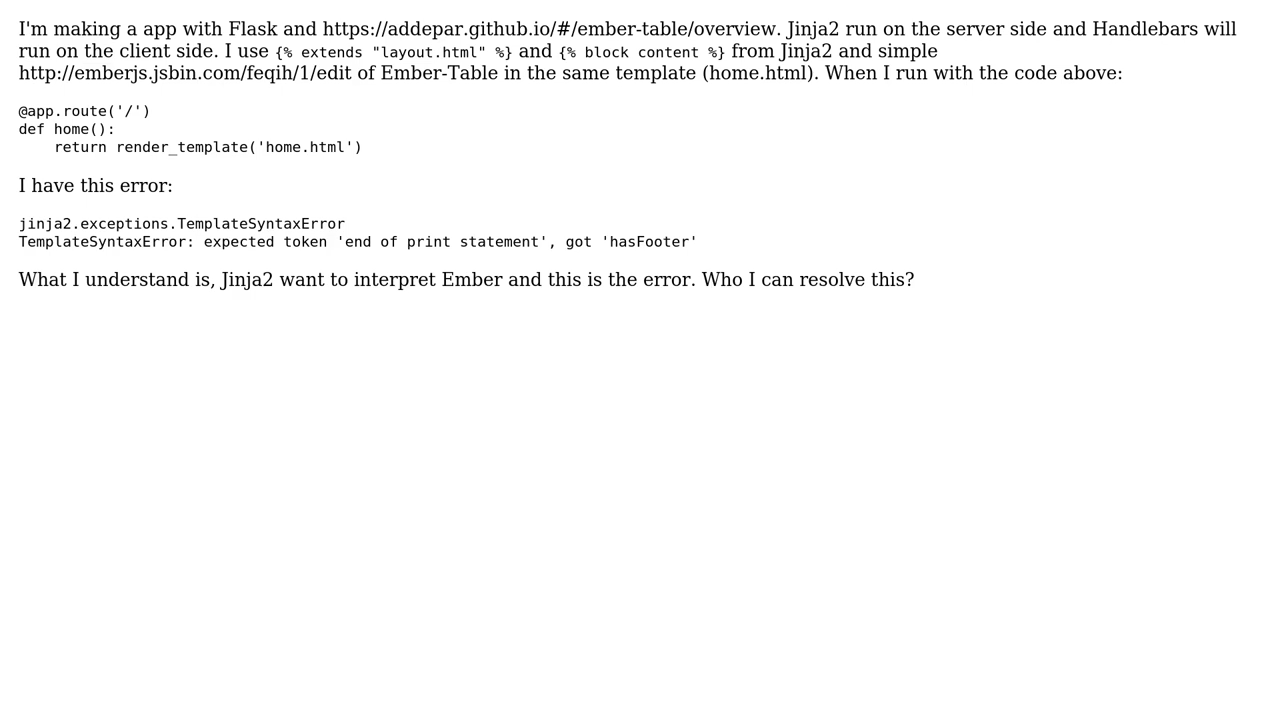 I'm making a app with Flask and https://addepar.github.io/#/ember-table/overview. Jinja2 run on the server side and Handlebars will
run on the client side. I use {% extends "layout.html" %} and {% block content %} from Jinja2 and simple
http://emberjs.jsbin.com/feqih/1/edit of Ember-Table in the same template (home.html). When I run with the code above:
@app.route('/')
def home():
    return render_template('home.html')
I have this error:
jinja2.exceptions.TemplateSyntaxError
TemplateSyntaxError: expected token 'end of print statement', got 'hasFooter'
What I understand is, Jinja2 want to interpret Ember and this is the error. Who I can resolve this?